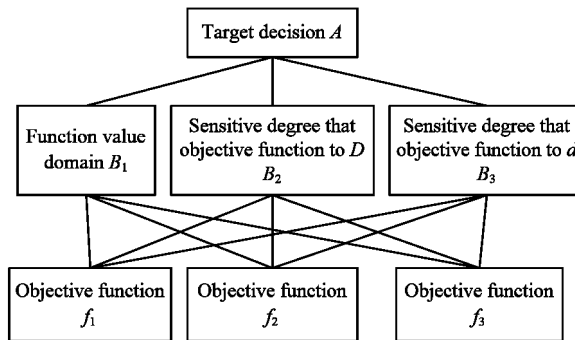 Target decision A
Function value
domain B₁
Sensitive degree that
objective function to D
B₂
Sensitive degree that
objective function to d
B₃
Objective function
f₁
Objective function
f₂
Objective function
f₃